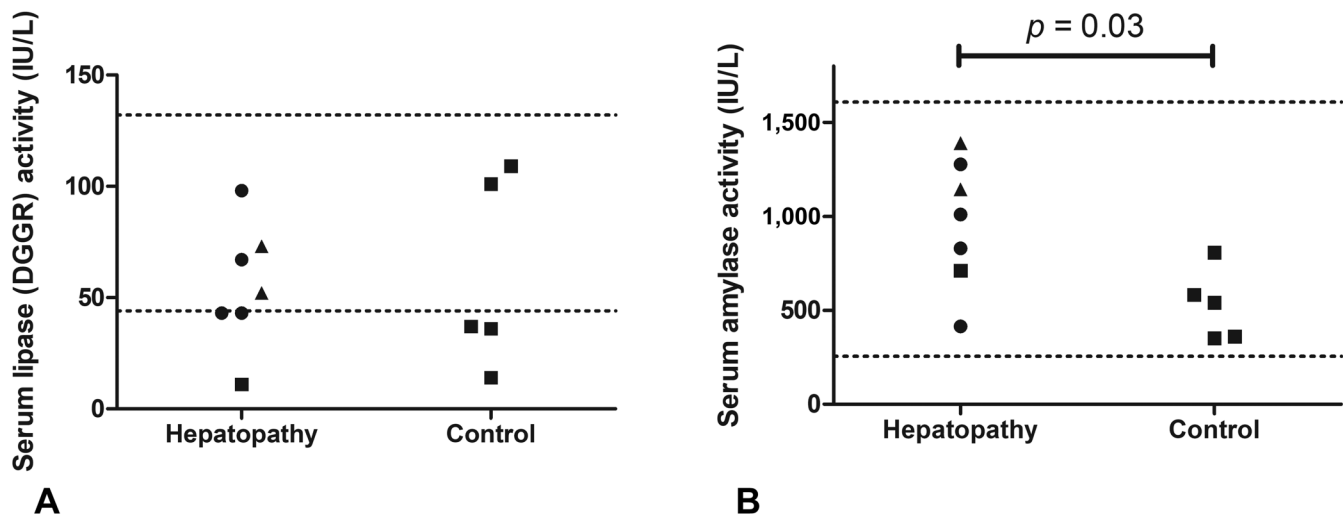 Serum lipase (DGGR) activity (IU/L)
150
100
50
0
Hepatopathy
Control
A
p = 0.03
Serum amylase activity (IU/L)
1,500
1,000
500
0
Hepatopathy
Control
B